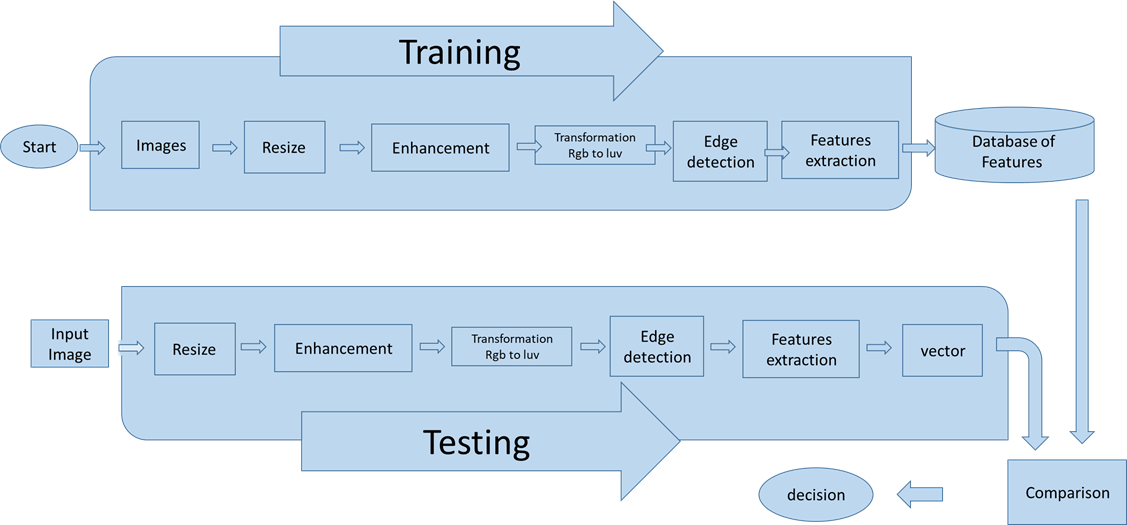 Training
Start
Images
Resize
Enhancement
Transformation
Rgb to luv
Edge
detection
Features
extraction
Database of
Features
Input
Image
Resize
Enhancement
Transformation
Rgb to luv
Edge
detection
Features
extraction
vector
Testing
Comparison
decision